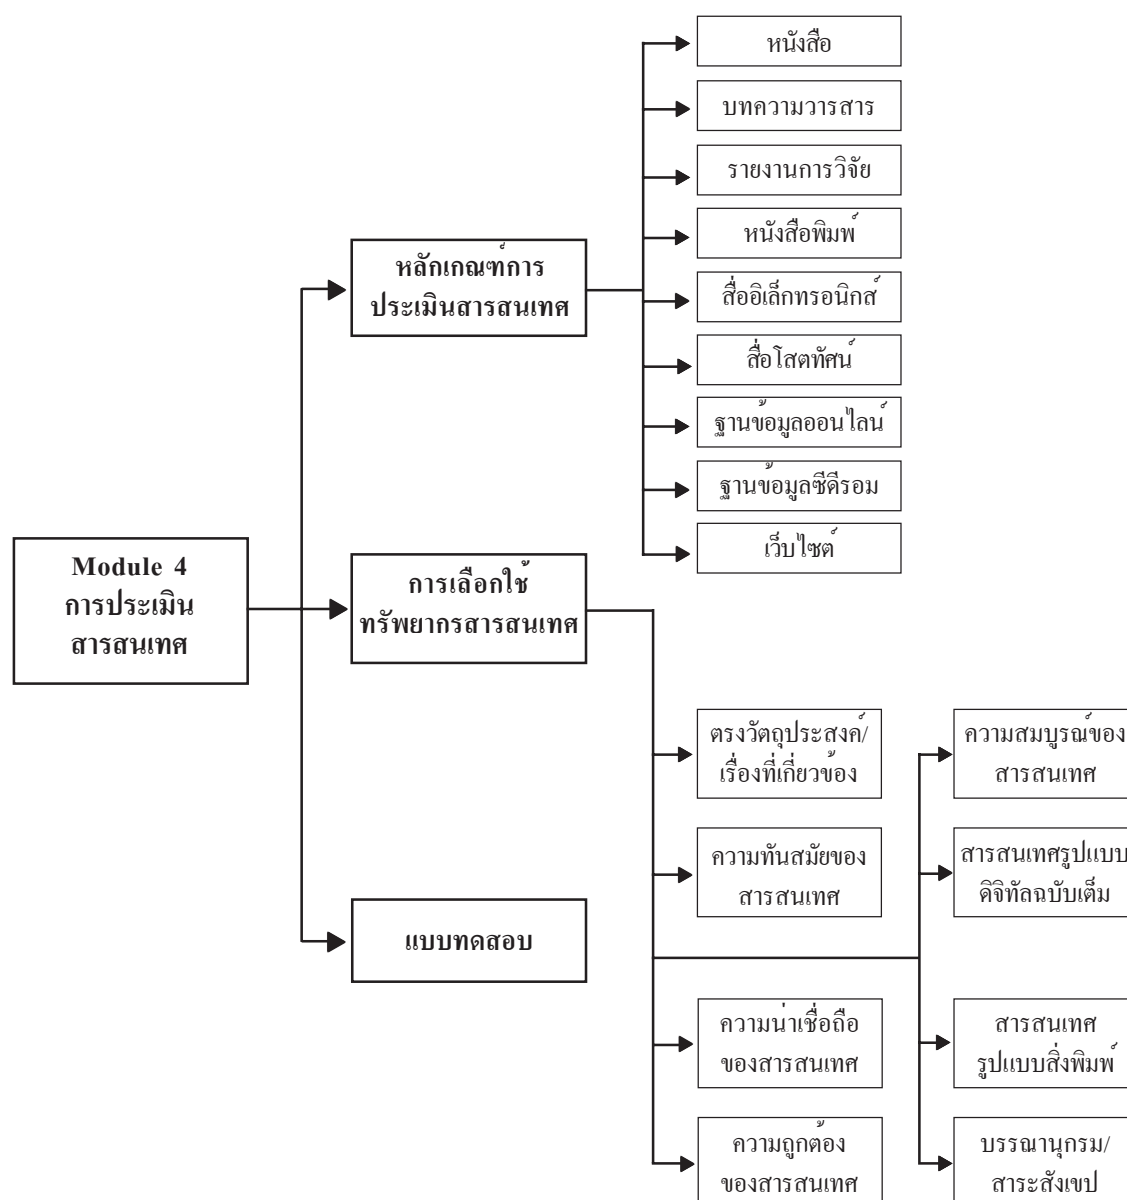 Module 4
การประเมิน
สารสนเทศ
หลักเกณฑ์การ
ประเมินสารสนเทศ
หนังสือ
บทความวารสาร
รายงานการวิจัย
หนังสือพิมพ์
สื่ออิเล็กทรอนิกส์
สื่อโสตทัศน์
ฐานข้อมูลออนไลน์
ฐานข้อมูลซีดีรอม
เว็บไซต์
การเลือกใช้
ทรัพยากรสารสนเทศ
ตรงวัตถุประสงค์/
เรื่องที่เกี่ยวข้อง
ความทันสมัยของ
สารสนเทศ
ความน่าเชื่อถือ
ของสารสนเทศ
ความถูกต้อง
ของสารสนเทศ
ความสมบูรณ์ของ
สารสนเทศ
สารสนเทศรูปแบบ
ดิจิทัลฉบับเต็ม
สารสนเทศ
รูปแบบสิ่งพิมพ์
บรรณานุกรม/
สาระสังเขป
แบบทดสอบ